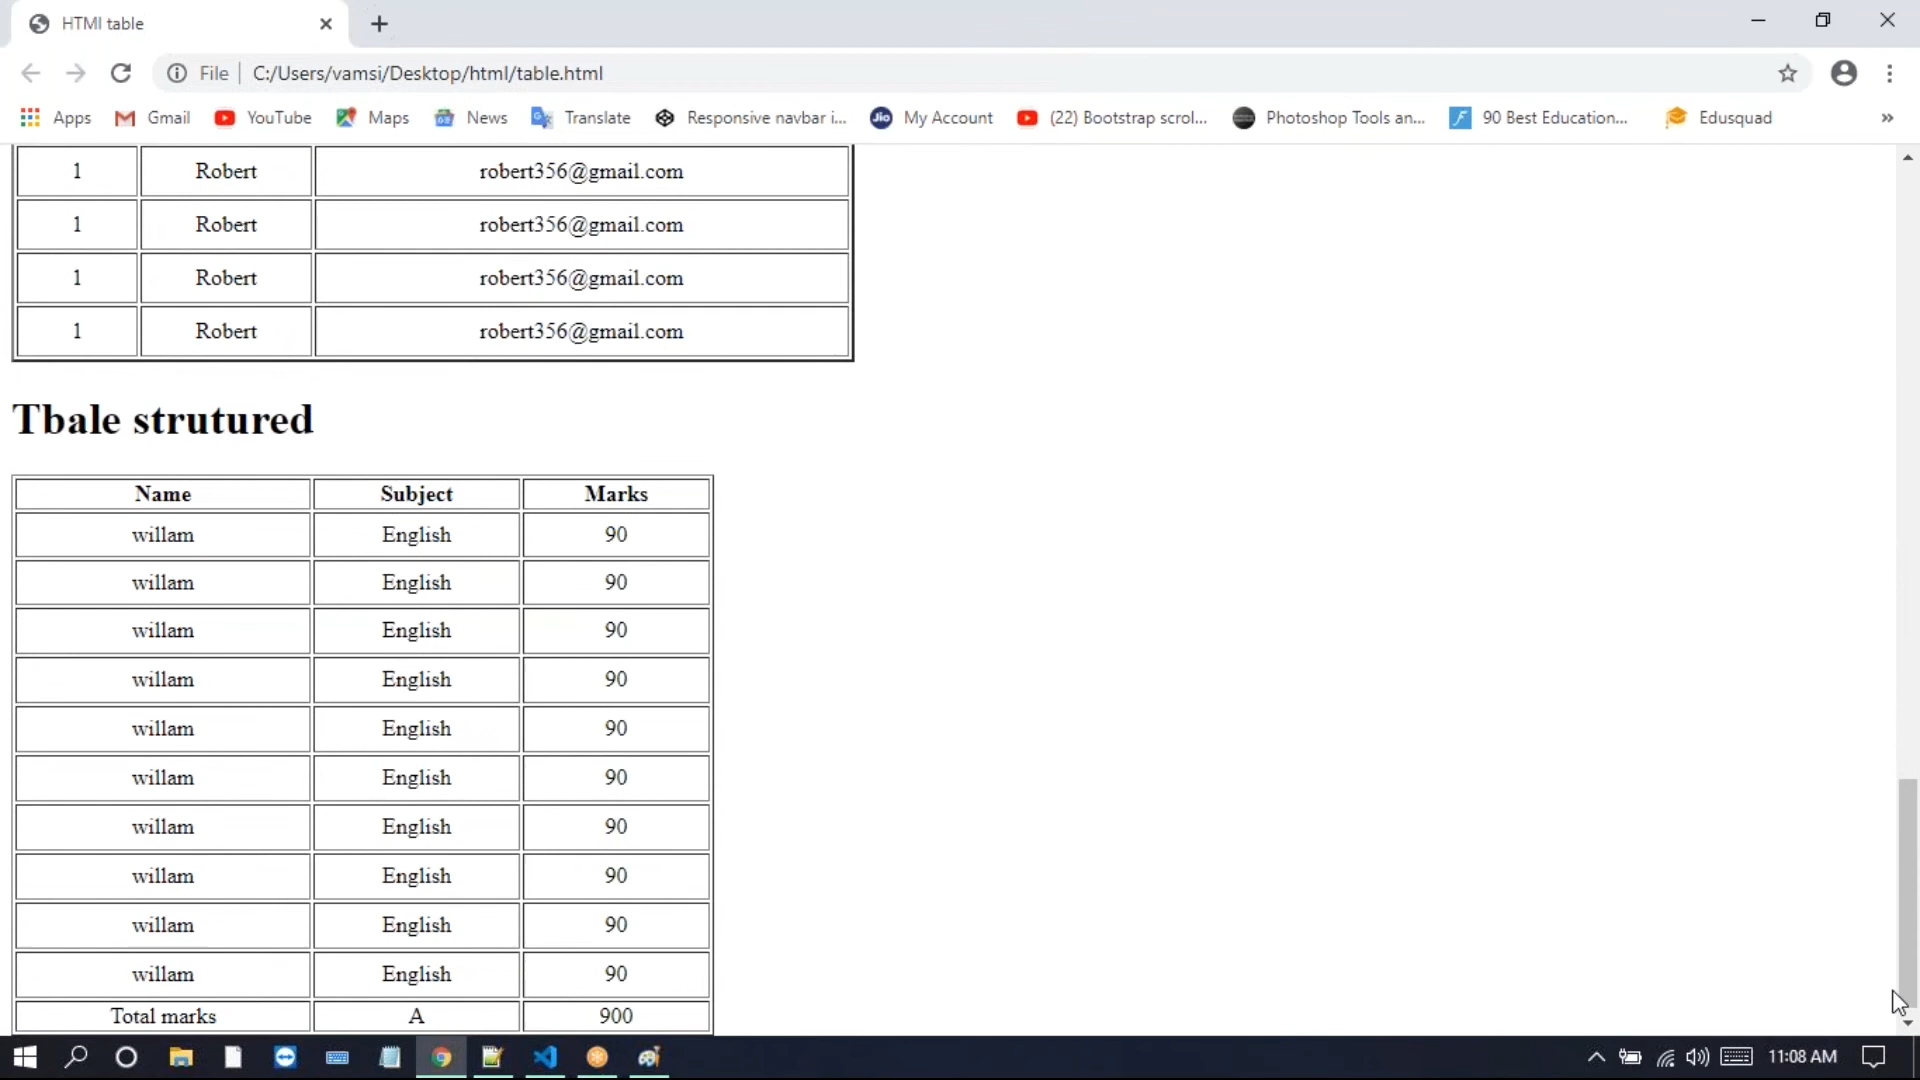 HTMl table
File C:/Users/vamsi/Desktop/html/table.html
Apps Gmail YouTube Maps News Translate Responsive navbar i... Jio My Account (22) Bootstrap scrol... Photoshop Tools an... 90 Best Education... Edusquad »
1 Robert robert356@gmail.com
1 Robert robert356@gmail.com
1 Robert robert356@gmail.com
1 Robert robert356@gmail.com
Tbale strutured
Name Subject Marks
willam English 90
willam English 90
willam English 90
willam English 90
willam English 90
willam English 90
willam English 90
willam English 90
willam English 90
willam English 90
Total marks A 900
11:08 AM